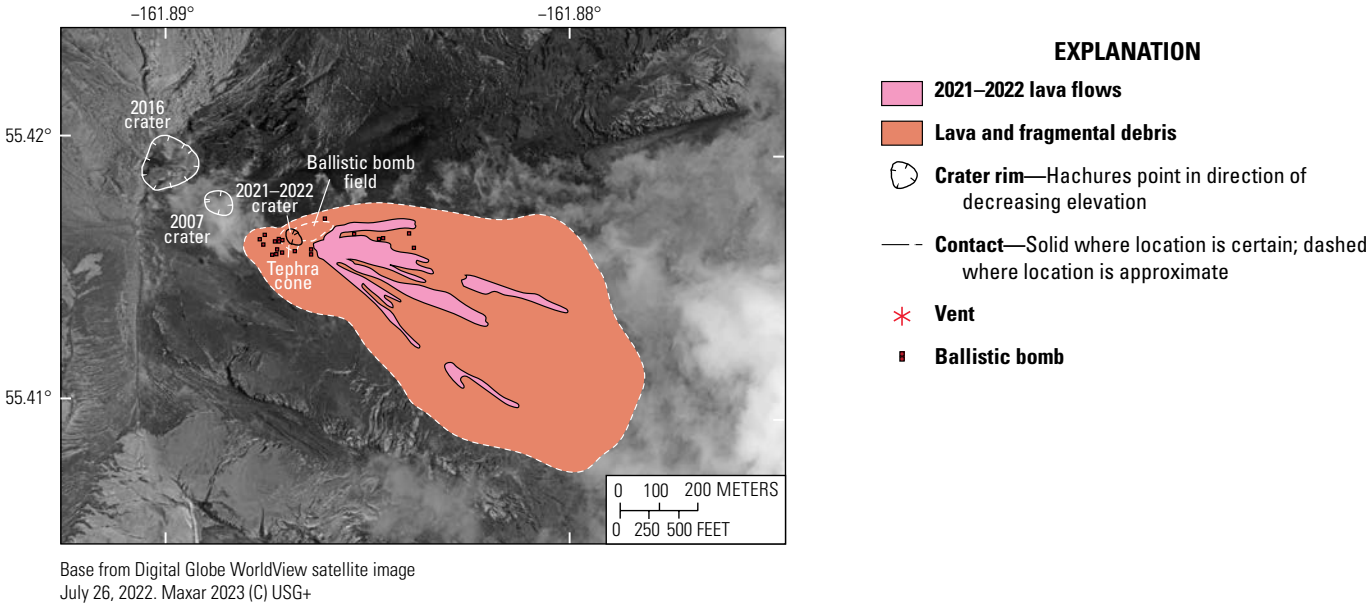 −161.89°
−161.88°
55.42°
55.41°
2016
crater
2007
crater
2021–2022
crater
Ballistic bomb
field
Tephra
cone
0 100 200 METERS
0 250 500 FEET
Base from Digital Globe WorldView satellite image
July 26, 2022. Maxar 2023 (C) USG+
EXPLANATION
2021–2022 lava flows
Lava and fragmental debris
Crater rim—Hachures point in direction of
decreasing elevation
Contact—Solid where location is certain; dashed
where location is approximate
Vent
Ballistic bomb